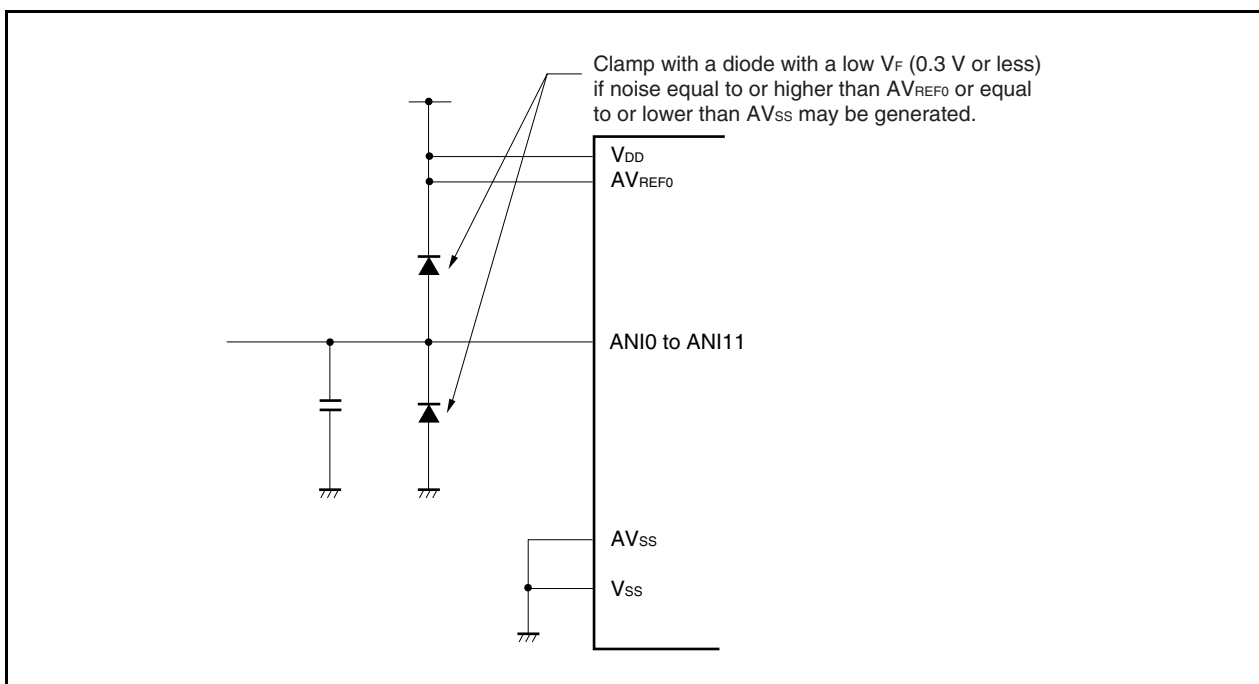 Clamp with a diode with a low VF (0.3 V or less)
if noise equal to or higher than AVREF0 or equal
to or lower than AVSS may be generated.
VDD
AVREF0
ANI0 to ANI11
AVSS
VSS